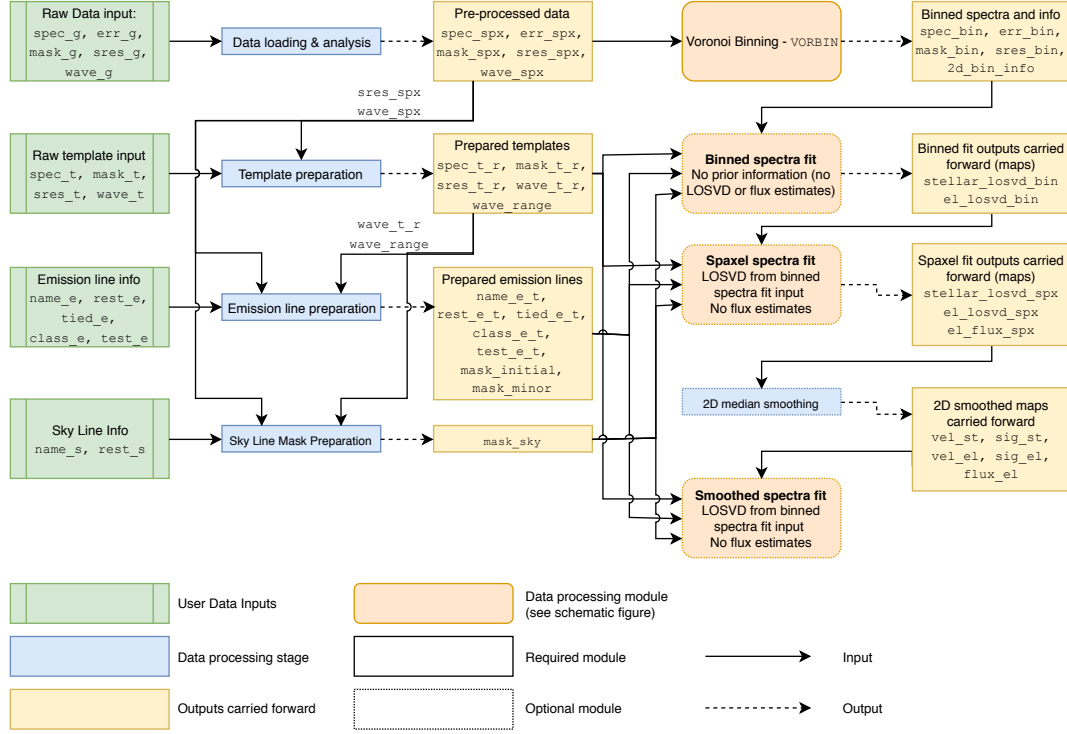 Raw Data input:
spec_g, err_g,
mask_g, sres_g,
wave_g
Data loading & analysis
Pre-processed data
spec_spx, err_spx,
mask_spx, sres_spx,
wave_spx
Voronoi Binning - VORBIN
Binned spectra and info
spec_bin, err_bin,
mask_bin, sres_bin,
2d_bin_info
sres_spx
wave_spx
Raw template input
spec_t, mask_t,
sres_t, wave_t
Template preparation
Prepared templates
spec_t_r, mask_t_r,
sres_t_r, wave_t_r,
wave_range
Binned spectra fit
No prior information (no
LOSVD or flux estimates)
Binned fit outputs carried
forward (maps)
stellar_losvd_bin
el_losvd_bin
wave_t_r
wave_range
Emission line info
name_e, rest_e,
tied_e,
class_e, test_e
Emission line preparation
Prepared emission lines
name_e_t,
rest_e_t, tied_e_t,
class_e_t,
test_e_t,
mask_initial,
mask_minor
Spaxel spectra fit
LOSVD from binned
spectra fit input
No flux estimates
Spaxel fit outputs carried
forward (maps)
stellar_losvd_spx
el_losvd_spx
el_flux_spx
2D median smoothing
2D smoothed maps
carried forward
vel_st, sig_st,
vel_el, sig_el,
flux_el
Sky Line Info
name_s, rest_s
Sky Line Mask Preparation
mask_sky
Smoothed spectra fit
LOSVD from binned
spectra fit input
No flux estimates
User Data Inputs
Data processing module
(see schematic figure)
Data processing stage
Required module
Input
Outputs carried forward
Optional module
Output